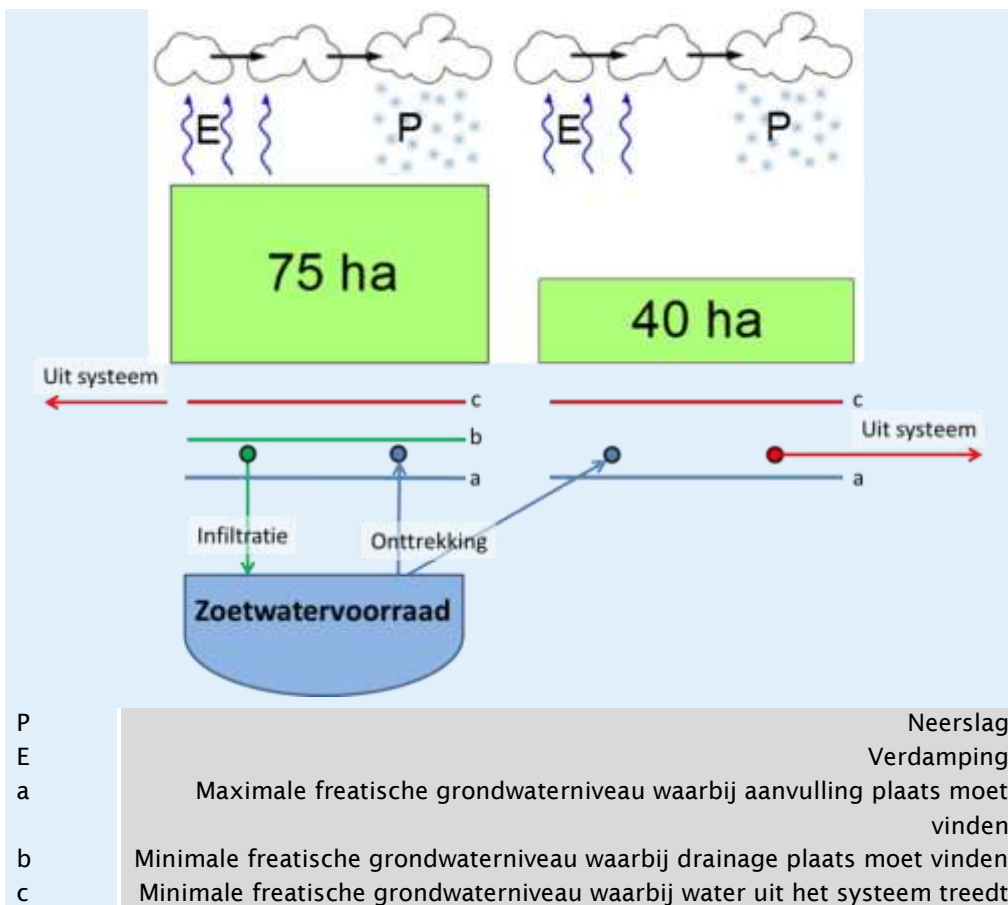 E P E P
75 ha
40 ha
Uit systeem
c
c
b
Uit systeem
a
a
Infiltratie
Onttrekking
Zoetwatervoorraad
P Neerslag
E Verdamping
a Maximale freatische grondwaterniveau waarbij aanvulling plaats moet
vinden
b Minimale freatische grondwaterniveau waarbij drainage plaats moet vinden
c Minimale freatische grondwaterniveau waarbij water uit het systeem treedt